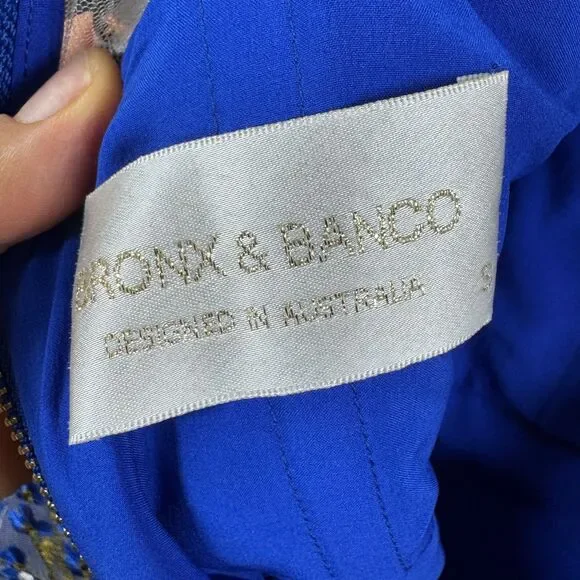 BRONX & BANCO
DESIGNED IN AUSTRALIA
S